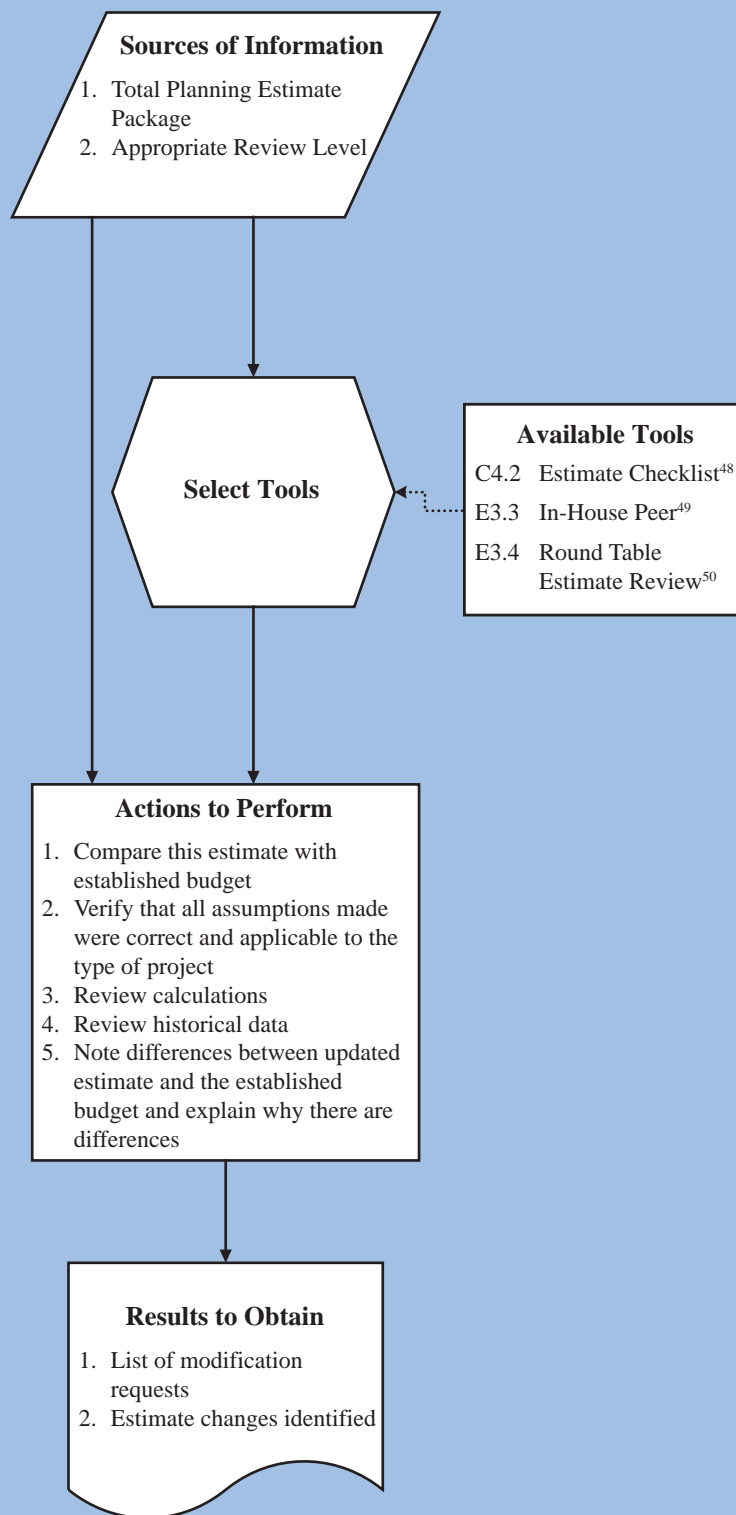 Sources of Information
1. Total Planning Estimate
Package
2. Appropriate Review Level
Select Tools
Available Tools
C4.2 Estimate Checklist48
E3.3 In-House Peer49
E3.4 Round Table
Estimate Review50
Actions to Perform
1. Compare this estimate with
established budget
2. Verify that all assumptions made
were correct and applicable to the
type of project
3. Review calculations
4. Review historical data
5. Note differences between updated
estimate and the established
budget and explain why there are
differences
Results to Obtain
1. List of modification
requests
2. Estimate changes identified